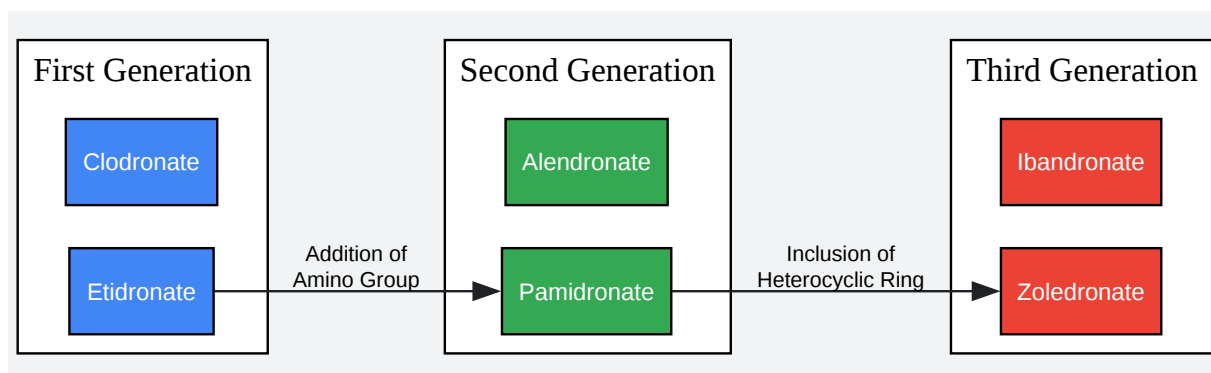 First Generation
Second Generation
Third Generation
Clodronate
Alendronate
Ibandronate
Etidronate
Addition of
Amino Group
Pamidronate
Inclusion of
Heterocyclic Ring
Zoledronate